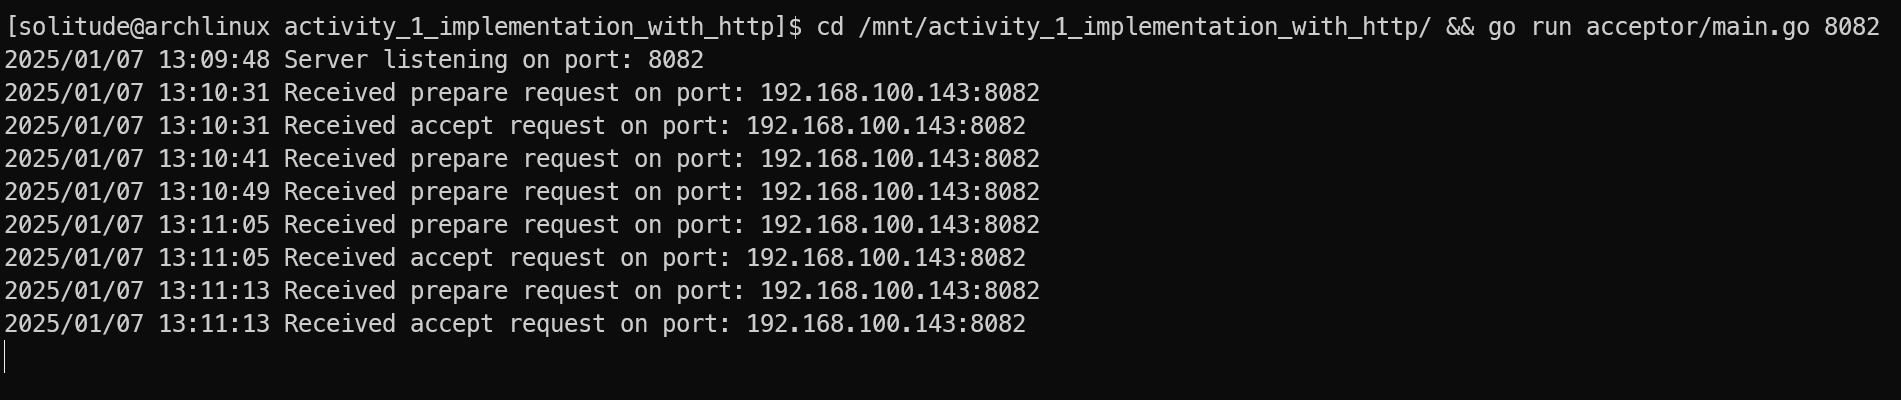 [solitude@archlinux activity_1_implementation_with_http]$ cd /mnt/activity_1_implementation_with_http/ && go run acceptor/main.go 8082
2025/01/07 13:09:48 Server listening on port: 8082
2025/01/07 13:10:31 Received prepare request on port: 192.168.100.143:8082
2025/01/07 13:10:31 Received accept request on port: 192.168.100.143:8082
2025/01/07 13:10:41 Received prepare request on port: 192.168.100.143:8082
2025/01/07 13:10:49 Received prepare request on port: 192.168.100.143:8082
2025/01/07 13:11:05 Received prepare request on port: 192.168.100.143:8082
2025/01/07 13:11:05 Received accept request on port: 192.168.100.143:8082
2025/01/07 13:11:13 Received prepare request on port: 192.168.100.143:8082
2025/01/07 13:11:13 Received accept request on port: 192.168.100.143:8082